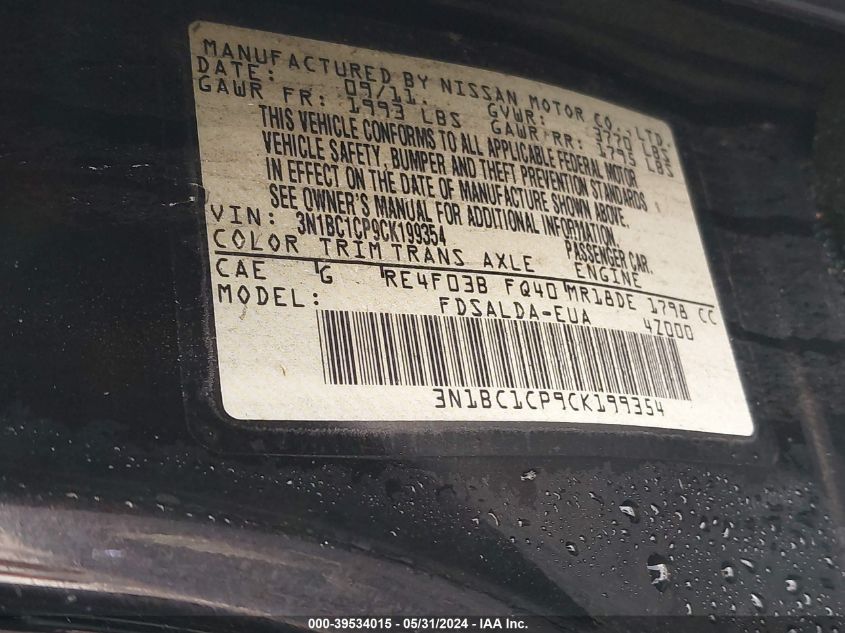 MANUFACTURED BY NISSAN MOTOR CO., LTD.
DATE: 09/11. GVWR: 3770 LBS
GAWR FR: 1993 LBS GAWR RR: 1795 LBS
THIS VEHICLE CONFORMS TO ALL APPLICABLE FEDERAL MOTOR
VEHICLE SAFETY, BUMPER AND THEFT PREVENTION STANDARDS
IN EFFECT ON THE DATE OF MANUFACTURE SHOWN ABOVE.
SEE OWNER'S MANUAL FOR ADDITIONAL INFORMATION.
VIN: 3N1BC1CP9CK199354 PASSENGER CAR.
COLOR TRIM TRANS AXLE ENGINE
CAE G RE4F03B FQ40 MR18DE 1798 CC
MODEL: FDSALDA-EUA 4Z000
3N1BC1CP9CK199354
000-39534015 - 05/31/2024 - IAA Inc.